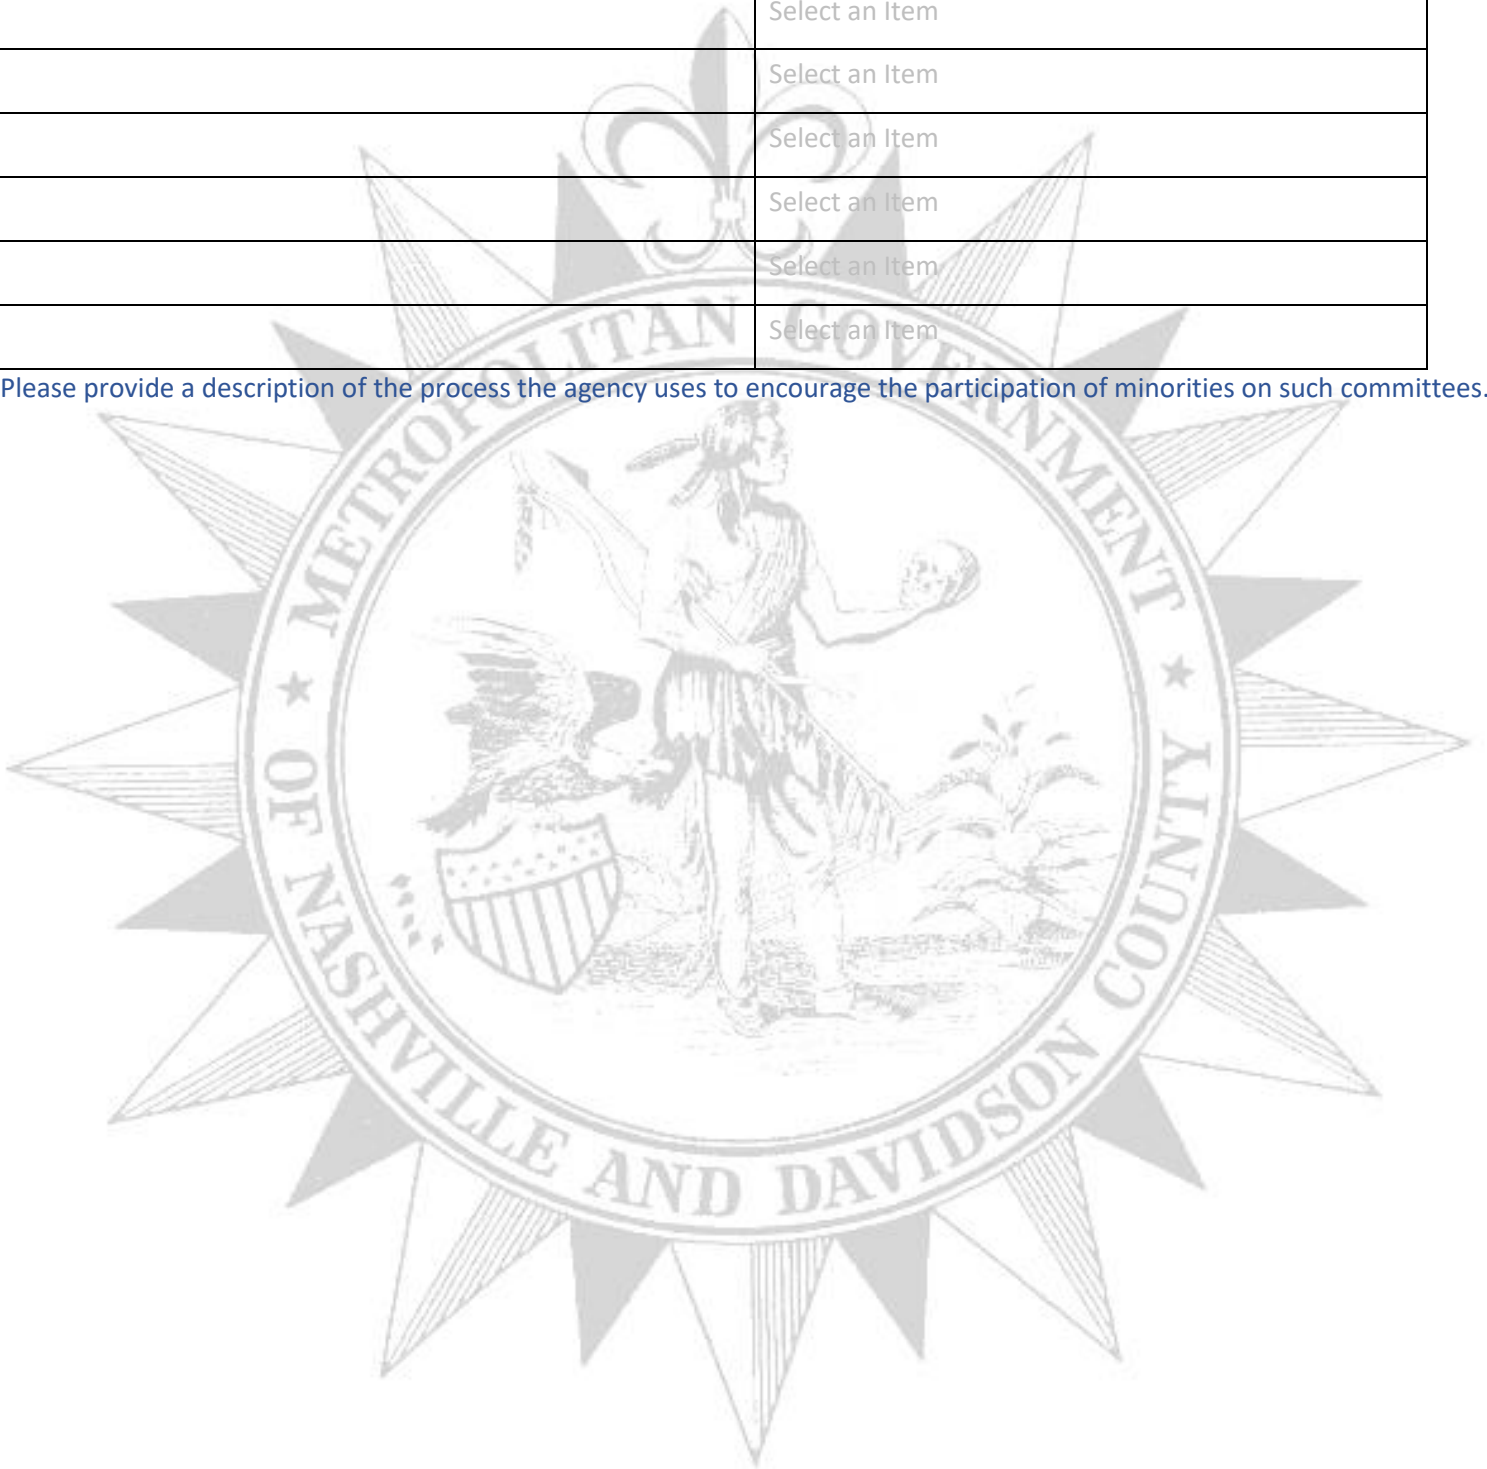 Select an Item
Select an Item
Select an Item
Select an Item
Select an Item
Select an Item
Please provide a description of the process the agency uses to encourage the participation of minorities on such committees.
METROPOLITAN GOVERNMENT
★ OF NASHVILLE AND DAVIDSON COUNTY ★